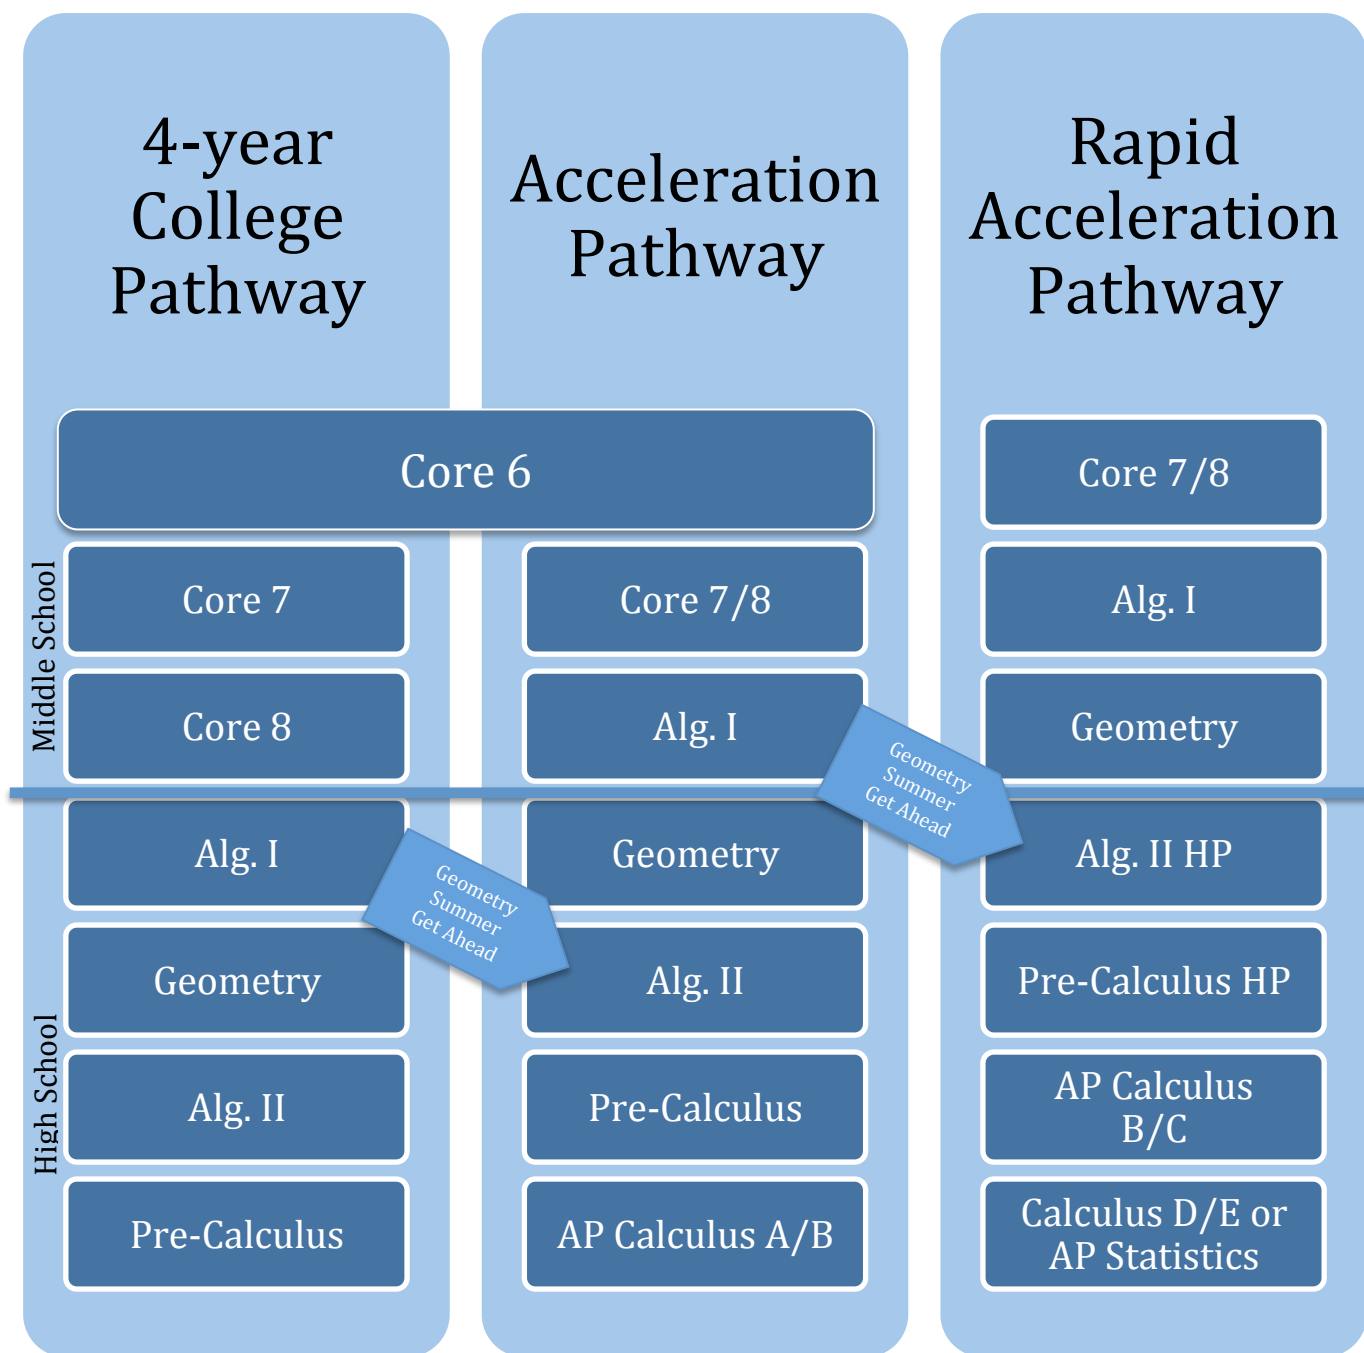 4-year
College
Pathway
Acceleration
Pathway
Rapid
Acceleration
Pathway
Core 6
Core 7/8
Middle School
Core 7
Core 7/8
Alg. I
Core 8
Alg. I
Geometry
Geometry
Summer
Get Ahead
Alg. I
Geometry
Alg. II HP
Geometry
Summer
Get Ahead
High School
Geometry
Alg. II
Pre-Calculus HP
Alg. II
Pre-Calculus
AP Calculus
B/C
Pre-Calculus
AP Calculus A/B
Calculus D/E or
AP Statistics